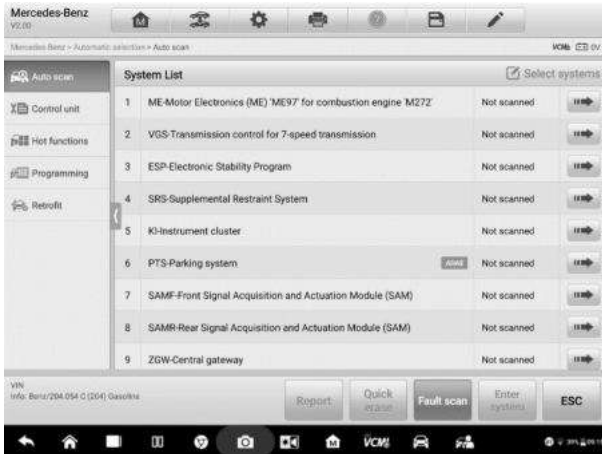 Mercedes-Benz
V2.00
Mercedes-Benz > Automatic selection > Auto scan
VCMI 0V
Auto scan
System List
Select systems
Control unit
Hot functions
Programming
Retrofit
1 ME-Motor Electronics (ME) 'ME97' for combustion engine 'M272' Not scanned
2 VGS-Transmission control for 7-speed transmission Not scanned
3 ESP-Electronic Stability Program Not scanned
4 SRS-Supplemental Restraint System Not scanned
5 KI-Instrument cluster Not scanned
6 PTS-Parking system ADAS Not scanned
7 SAMF-Front Signal Acquisition and Actuation Module (SAM) Not scanned
8 SAMR-Rear Signal Acquisition and Actuation Module (SAM) Not scanned
9 ZGW-Central gateway Not scanned
VIN
Info: Benz/204.054 C (204) Gasoline
Report
Quick erase
Fault scan
Enter system
ESC
VCMI